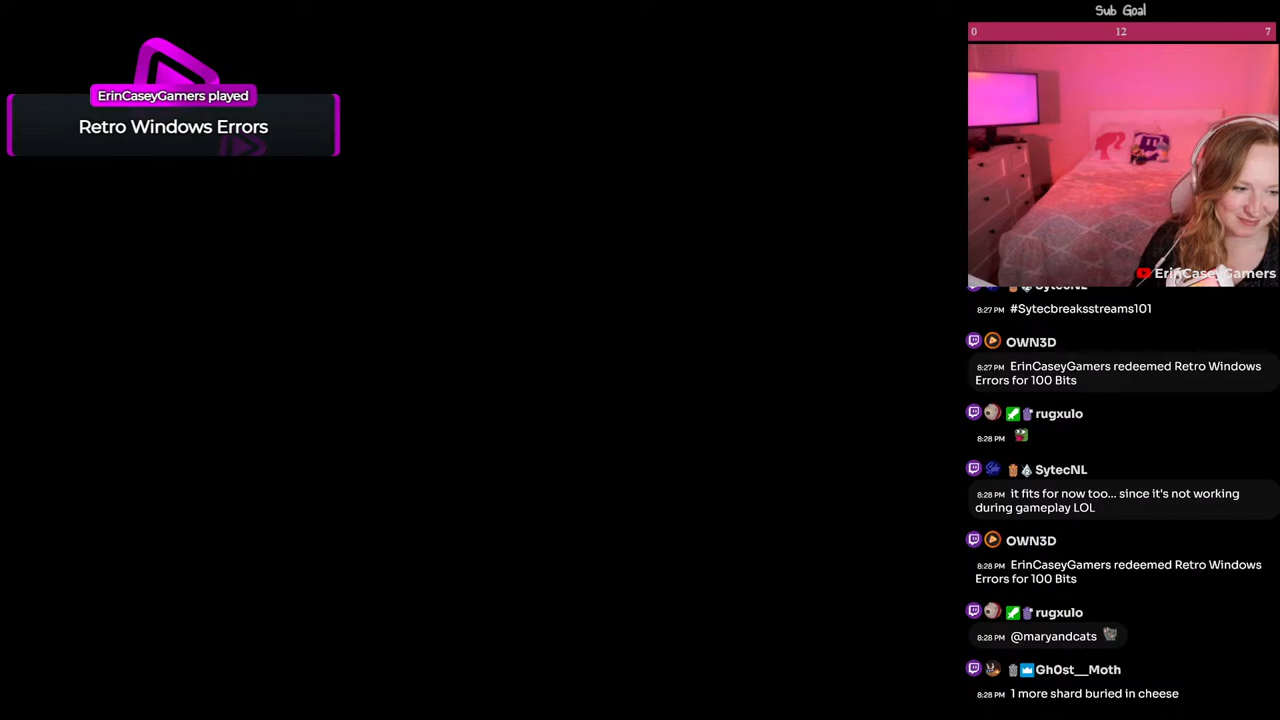 ErinCaseyGamers played
Retro Windows Errors
Sub Goal
0 12 7
ErinCaseyGamers
SytecNL
8:27 PM #Sytecbreaksstreams101
OWN3D
8:27 PM ErinCaseyGamers redeemed Retro Windows
Errors for 100 Bits
rugxulo
8:28 PM
SytecNL
8:28 PM it fits for now too... since it's not working
during gameplay LOL
OWN3D
8:28 PM ErinCaseyGamers redeemed Retro Windows
Errors for 100 Bits
rugxulo
8:28 PM @maryandcats
Gh0st__Moth
8:28 PM 1 more shard buried in cheese